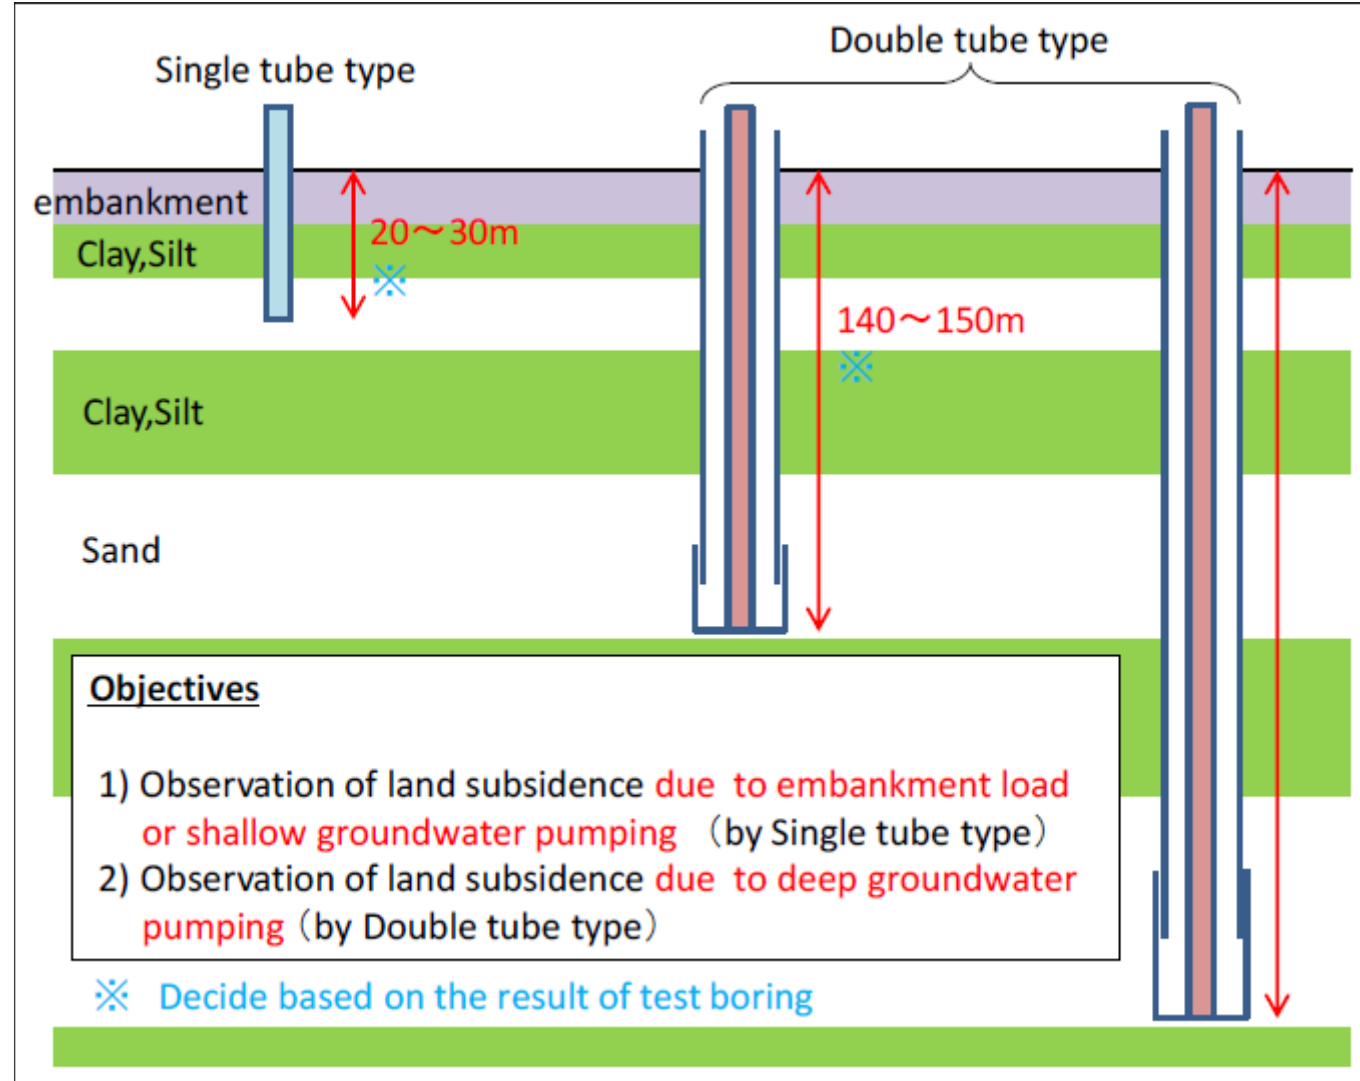 Double tube type
Single tube type
embankment
20～30m
Clay,Silt
※
140～150m
※
Clay,Silt
Sand
Objectives
1) Observation of land subsidence due to embankment load
or shallow groundwater pumping （by Single tube type）
2) Observation of land subsidence due to deep groundwater
pumping（by Double tube type）
※ Decide based on the result of test boring